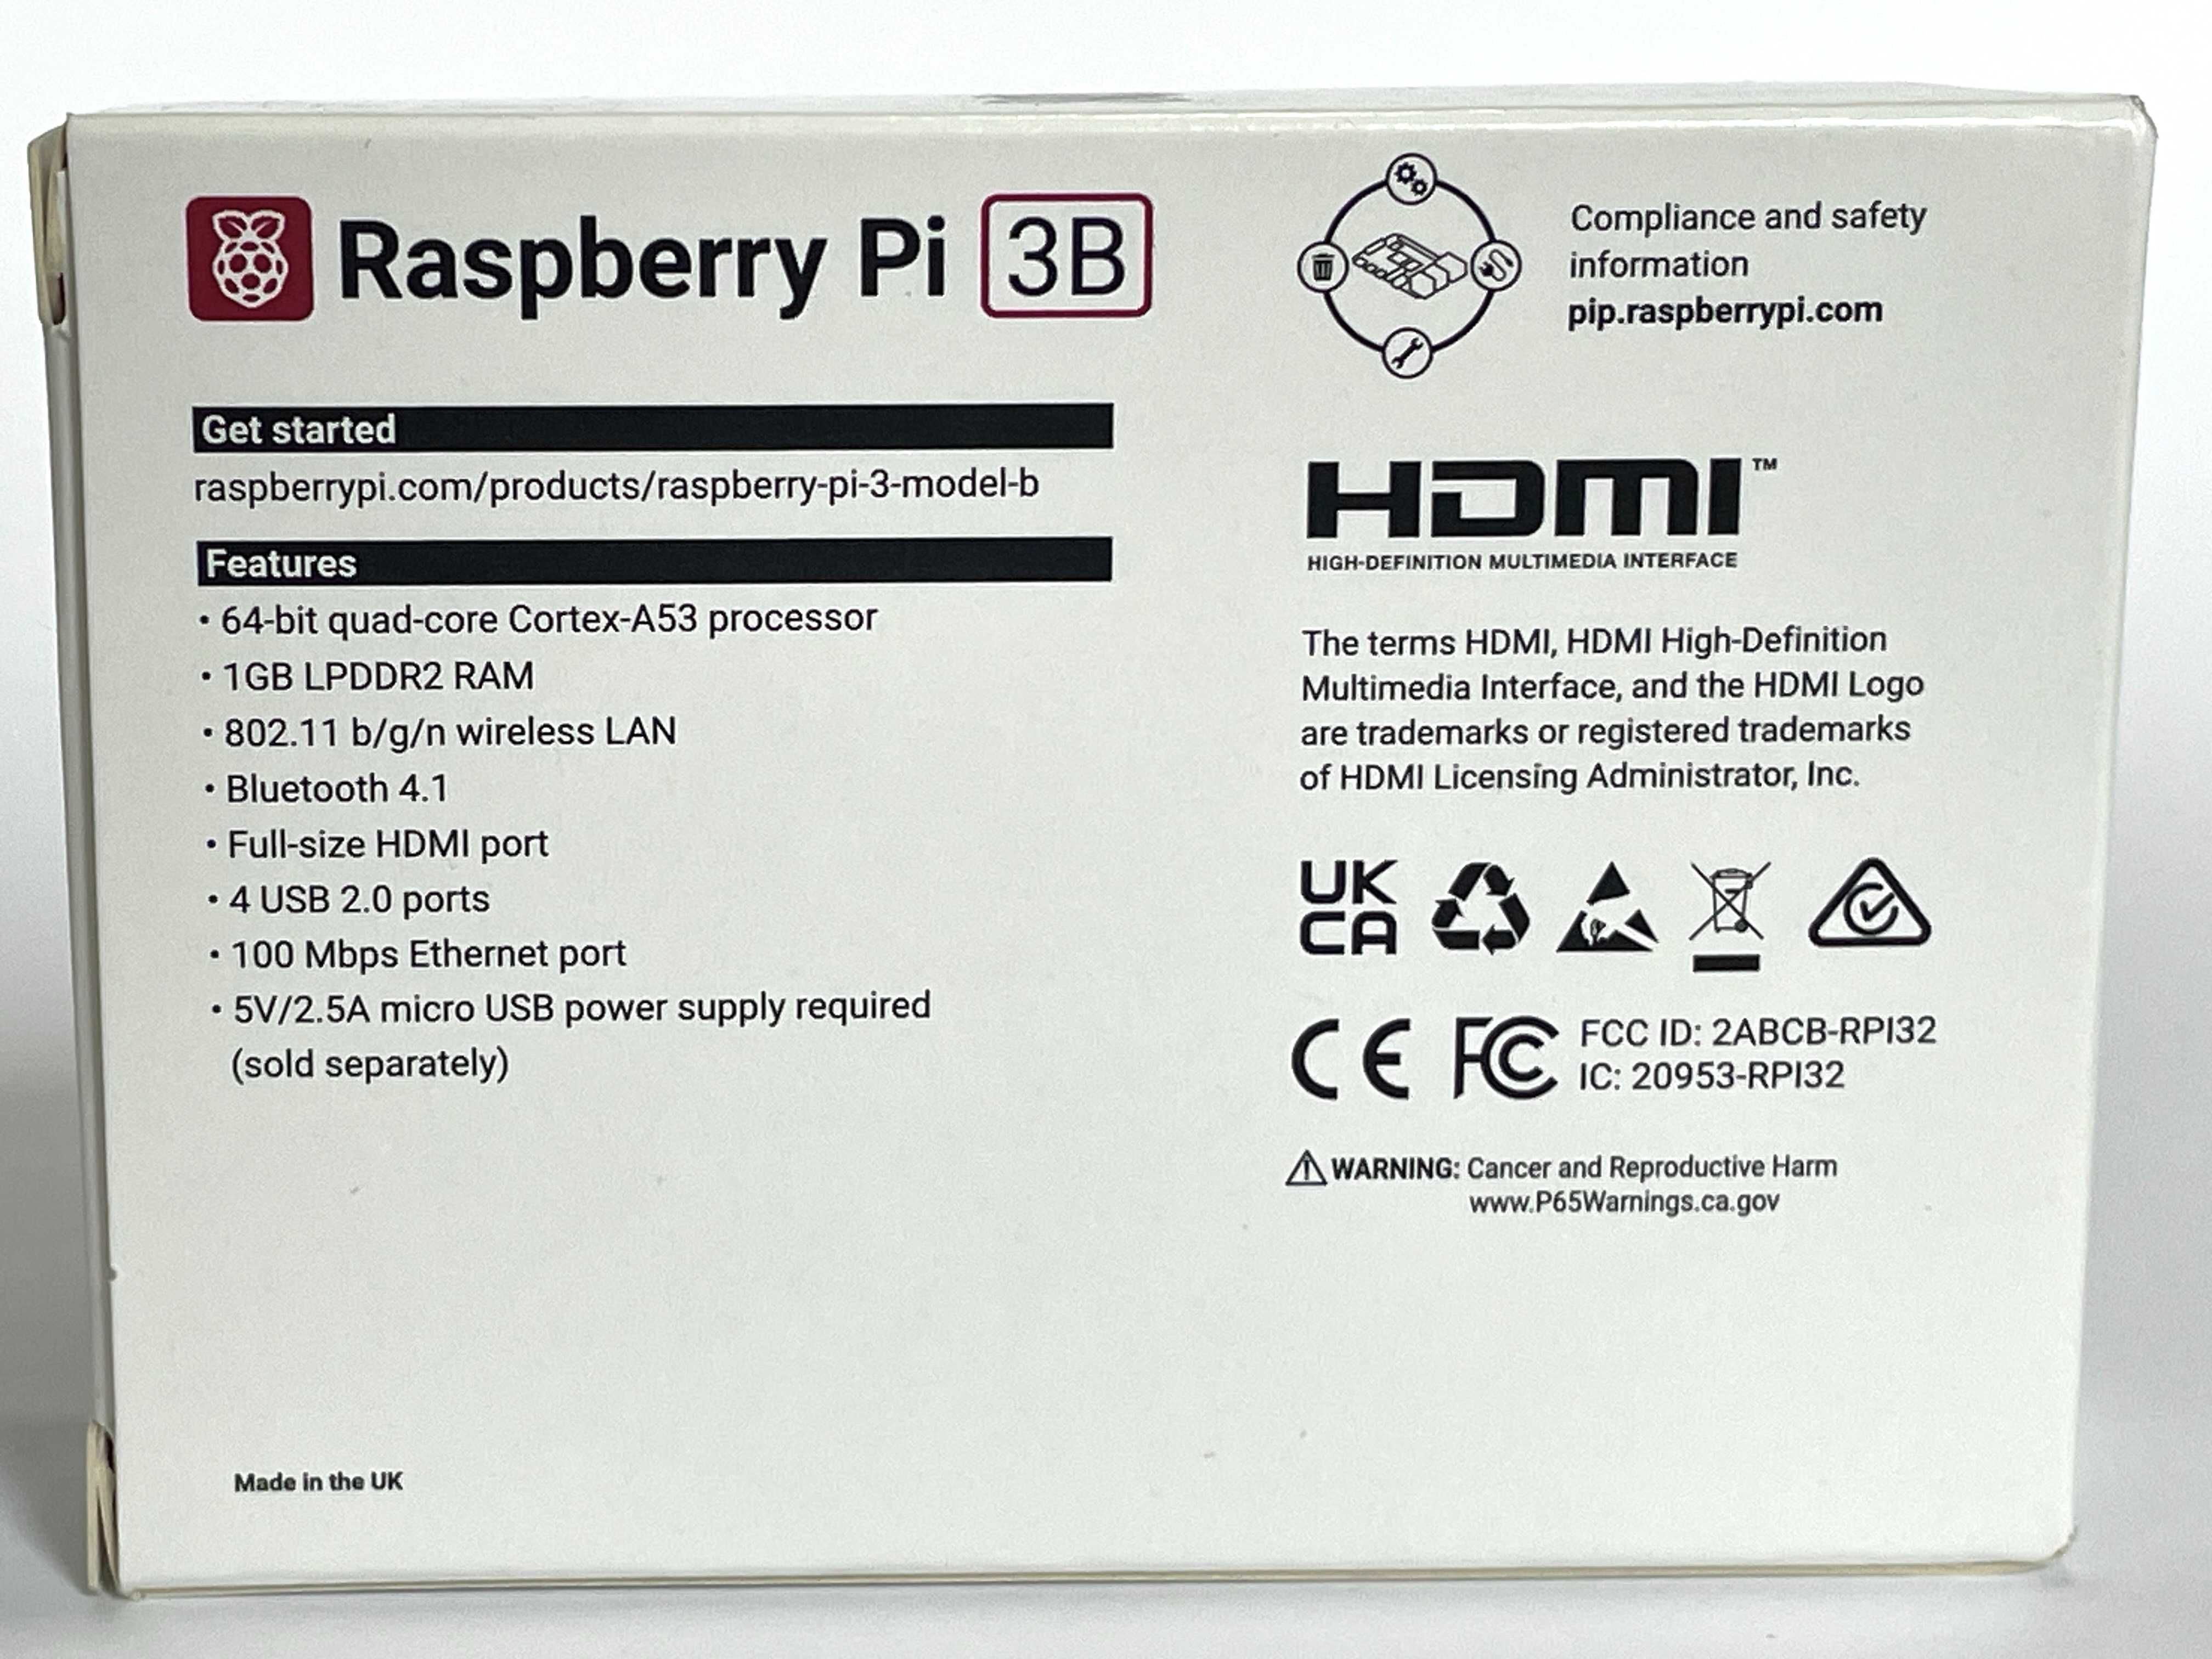 Raspberry Pi 3B
Get started
raspberrypi.com/products/raspberry-pi-3-model-b
Features
• 64-bit quad-core Cortex-A53 processor
• 1GB LPDDR2 RAM
• 802.11 b/g/n wireless LAN
• Bluetooth 4.1
• Full-size HDMI port
• 4 USB 2.0 ports
• 100 Mbps Ethernet port
• 5V/2.5A micro USB power supply required
(sold separately)
Made in the UK
Compliance and safety
information
pip.raspberrypi.com
HDMI™
HIGH-DEFINITION MULTIMEDIA INTERFACE
The terms HDMI, HDMI High-Definition
Multimedia Interface, and the HDMI Logo
are trademarks or registered trademarks
of HDMI Licensing Administrator, Inc.
UK
CA
CE FC
FCC ID: 2ABCB-RPI32
IC: 20953-RPI32
WARNING: Cancer and Reproductive Harm
www.P65Warnings.ca.gov